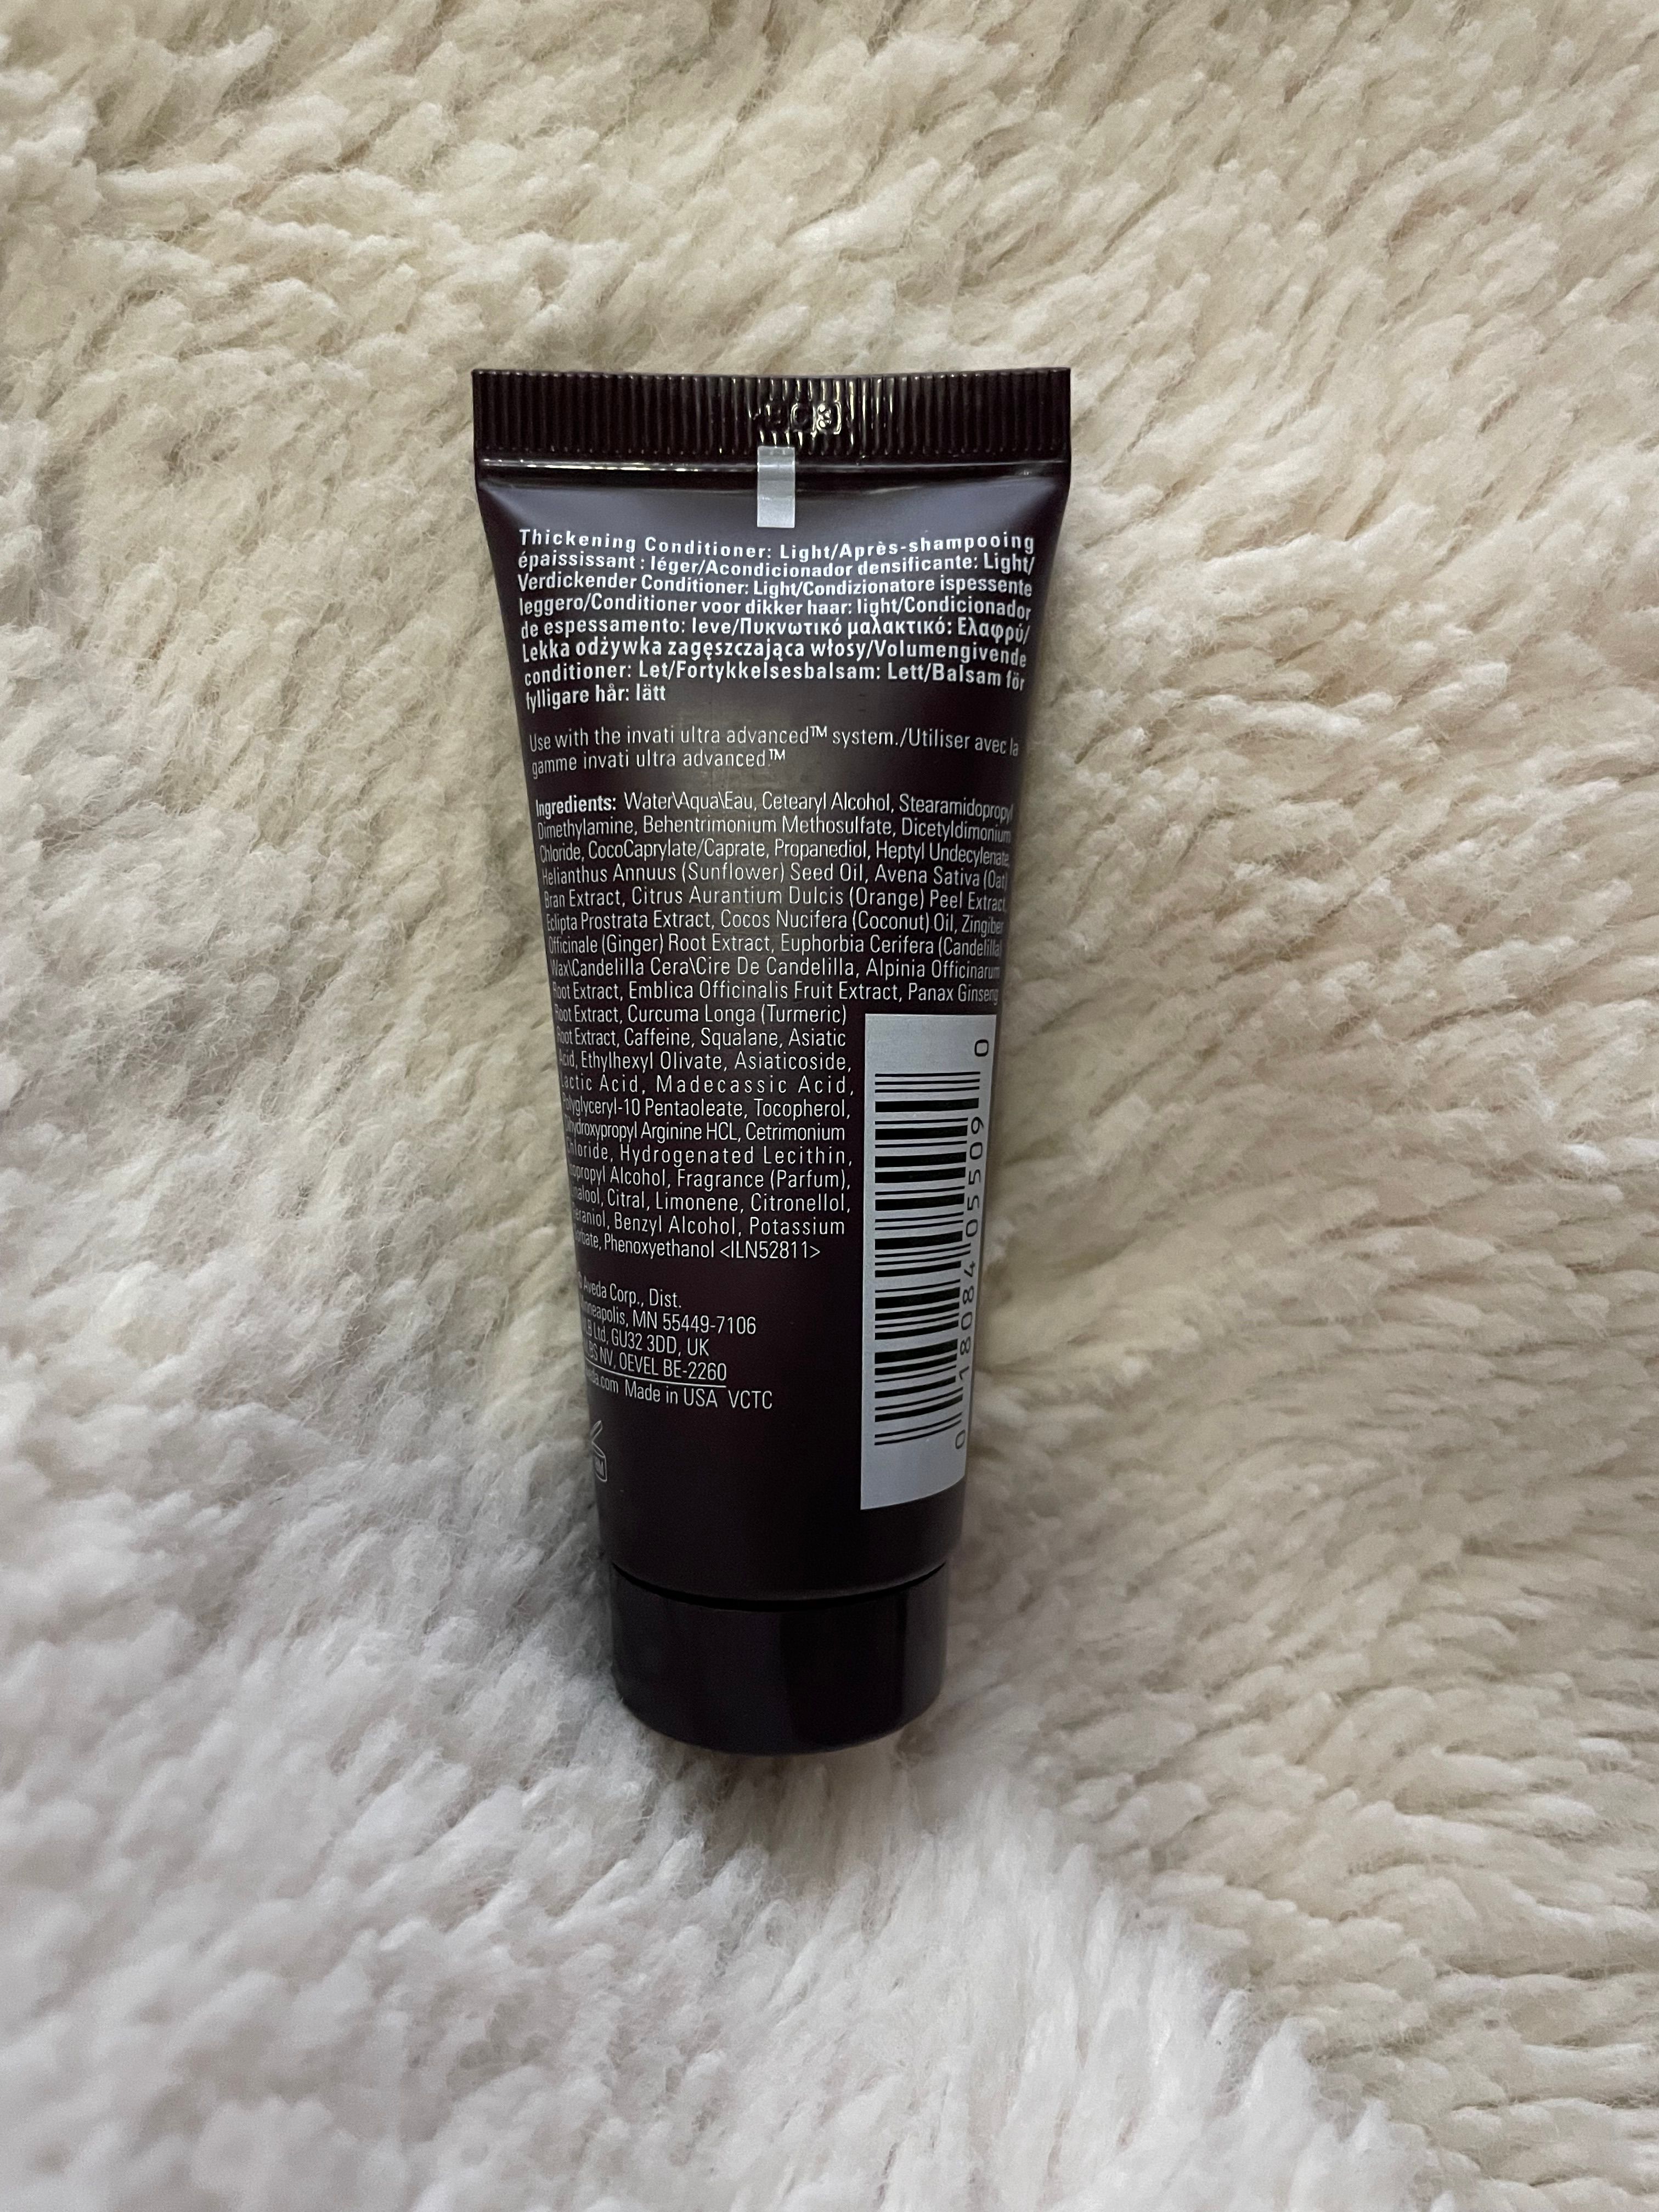 Thickening Conditioner: Light/Après-shampooing
épaississant : léger/Acondicionador densificante: Light/
Verdickender Conditioner: Light/Condizionatore ispessente
leggero/Conditioner voor dikker haar: light/Condicionador
de espessamento: leve/Πυκνωτικό μαλακτικό: Ελαφρύ/
Lekka odżywka zagęszczająca włosy/Volumengivende
conditioner: Let/Fortykkelsesbalsam: Lett/Balsam för
fylligare hår: lätt
Use with the invati ultra advanced™ system./Utiliser avec la
gamme invati ultra advanced.™
Ingredients: Water\Aqua\Eau, Cetearyl Alcohol, Stearamidopropyl
Dimethylamine, Behentrimonium Methosulfate, Dicetyldimonium
Chloride, CocoCaprylate/Caprate, Propanediol, Heptyl Undecylenate,
Helianthus Annuus (Sunflower) Seed Oil, Avena Sativa (Oat)
Bran Extract, Citrus Aurantium Dulcis (Orange) Peel Extract,
Eclipta Prostrata Extract, Cocos Nucifera (Coconut) Oil, Zingiber
Officinale (Ginger) Root Extract, Euphorbia Cerifera (Candelilla)
Wax\Candelilla Cera\Cire De Candelilla, Alpinia Officinarum
Root Extract, Emblica Officinalis Fruit Extract, Panax Ginseng
Root Extract, Curcuma Longa (Turmeric)
Root Extract, Caffeine, Squalane, Asiatic
Acid, Ethylhexyl Olivate, Asiaticoside,
Lactic Acid, Madecassic Acid,
Polyglyceryl-10 Pentaoleate, Tocopherol,
Dihydroxypropyl Arginine HCL, Cetrimonium
Chloride, Hydrogenated Lecithin,
Alcohol, Fragrance (Parfum),
Citral, Limonene, Citronellol,
Benzyl Alcohol, Potassium
Phenoxyethanol <ILN52811>
Aveda Corp., Dist.
MN 55449-7106
Ltd, GU32 3DD, UK
NV, OEVEL BE-2260
Made in USA VCTC
0 18084 05509 0